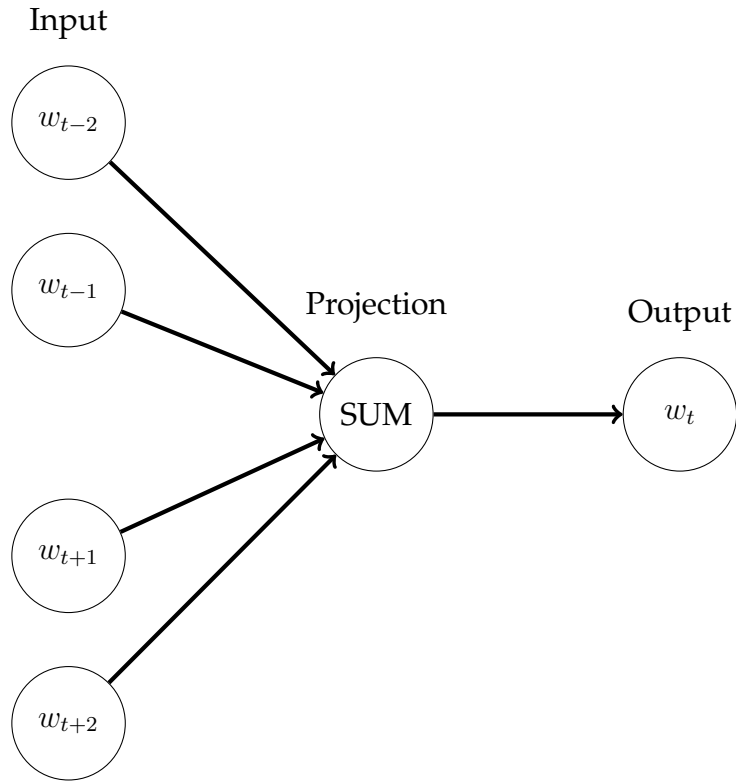 Input
w_{t−2}
w_{t−1}
Projection
Output
SUM
w_t
w_{t+1}
w_{t+2}